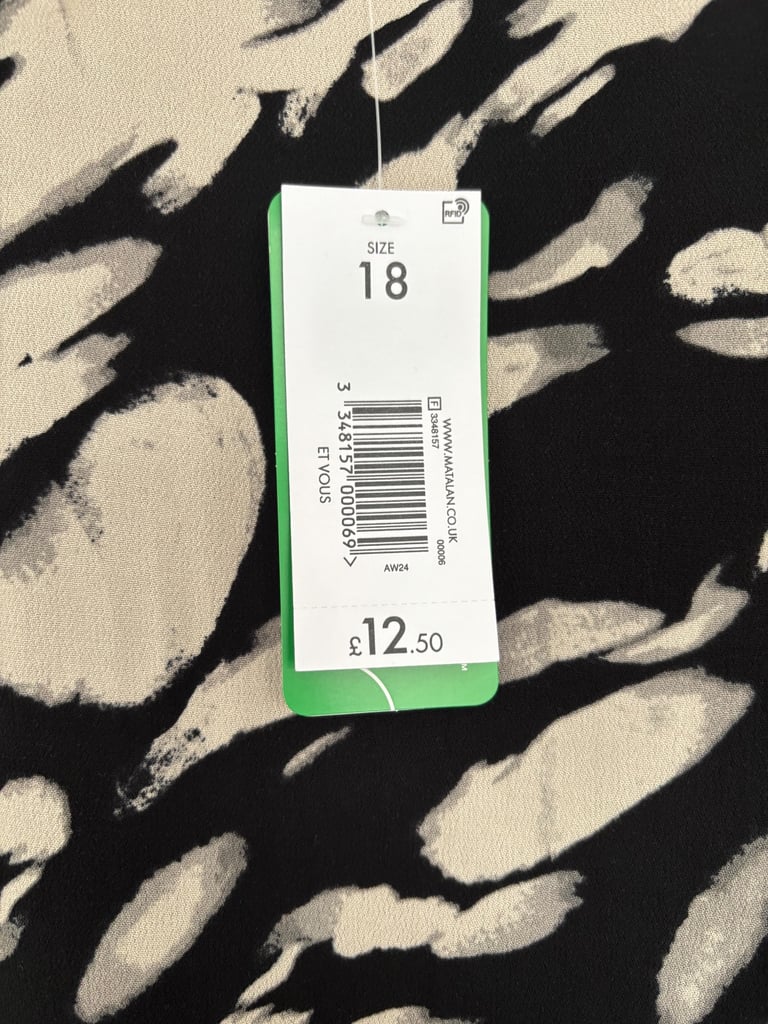 RFID
SIZE
18
WWW.MATALAN.CO.UK
00006
F 3348157
3 348157 000069 >
ET VOUS
AW24
£12.50
M